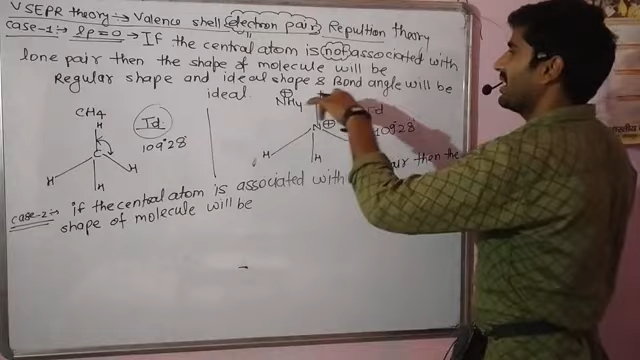 VSEPR theory:→ Valence shell electron pair Repultion theory
case-1:→ lp=0→ If the central atom is not associated with
lone pair then the shape of molecule will be
Regular shape and ideal shape & Bond angle will be
ideal
CH4
Td
109°28'
H
C
H
H
H
⊕
NH4
Td
109°28'
N⊕
H
H
case-2:→ if the central atom is associated with pair then the
shape of molecule will be